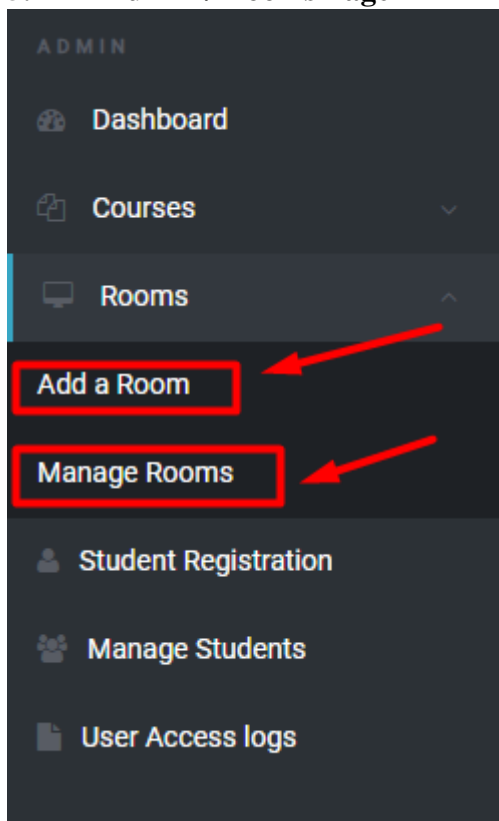 ADMIN
Dashboard
Courses
Rooms
Add a Room
Manage Rooms
Student Registration
Manage Students
User Access logs